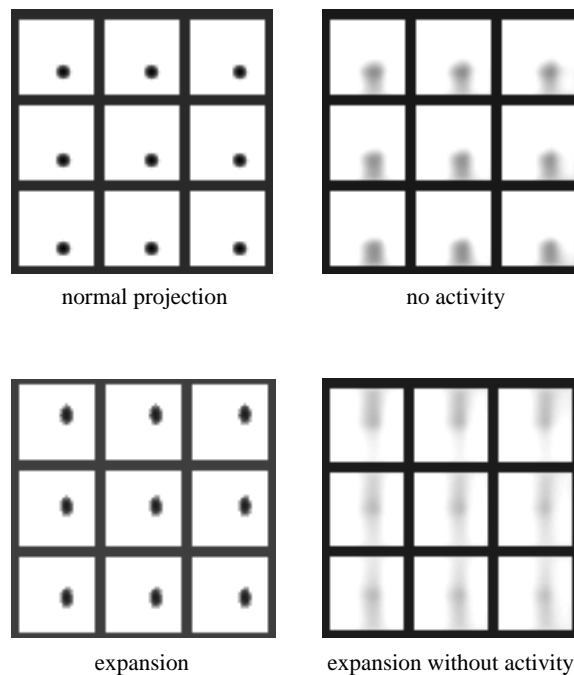 normal projection
no activity
expansion
expansion without activity